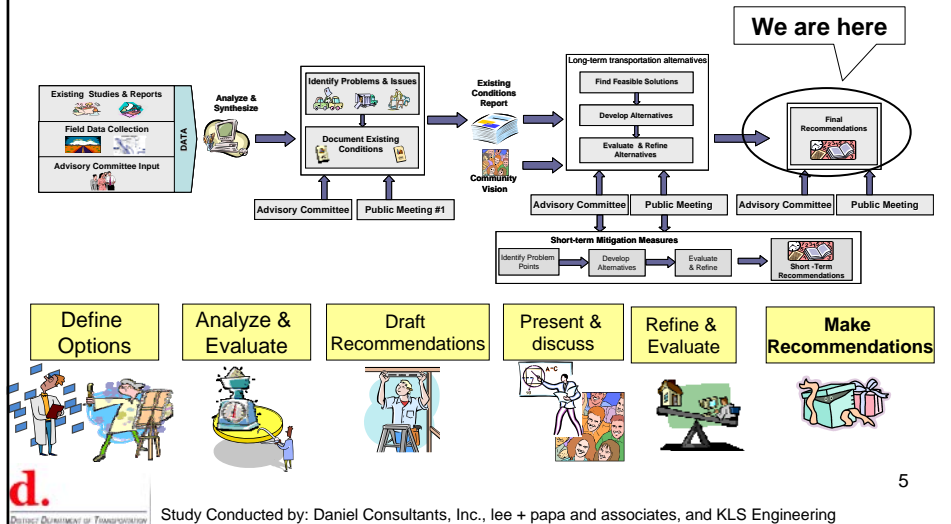 We are here
Existing Studies & Reports
Field Data Collection
Advisory Committee Input
DATA
Analyze &
Synthesize
Identify Problems & Issues
Document Existing
Conditions
Advisory Committee
Public Meeting #1
Existing
Conditions
Report
Community
Vision
Long-term transportation alternatives
Find Feasible Solutions
Develop Alternatives
Evaluate & Refine
Alternatives
Advisory Committee
Public Meeting
Final
Recommendations
Advisory Committee
Public Meeting
Short-term Mitigation Measures
Identify Problem
Points
Develop
Alternatives
Evaluate
& Refine
Short -Term
Recommendations
Define
Options
Analyze &
Evaluate
Draft
Recommendations
Present &
discuss
Refine &
Evaluate
Make
Recommendations
A-C
5
d.
DISTRICT DEPARTMENT OF TRANSPORTATION
Study Conducted by: Daniel Consultants, Inc., lee + papa and associates, and KLS Engineering